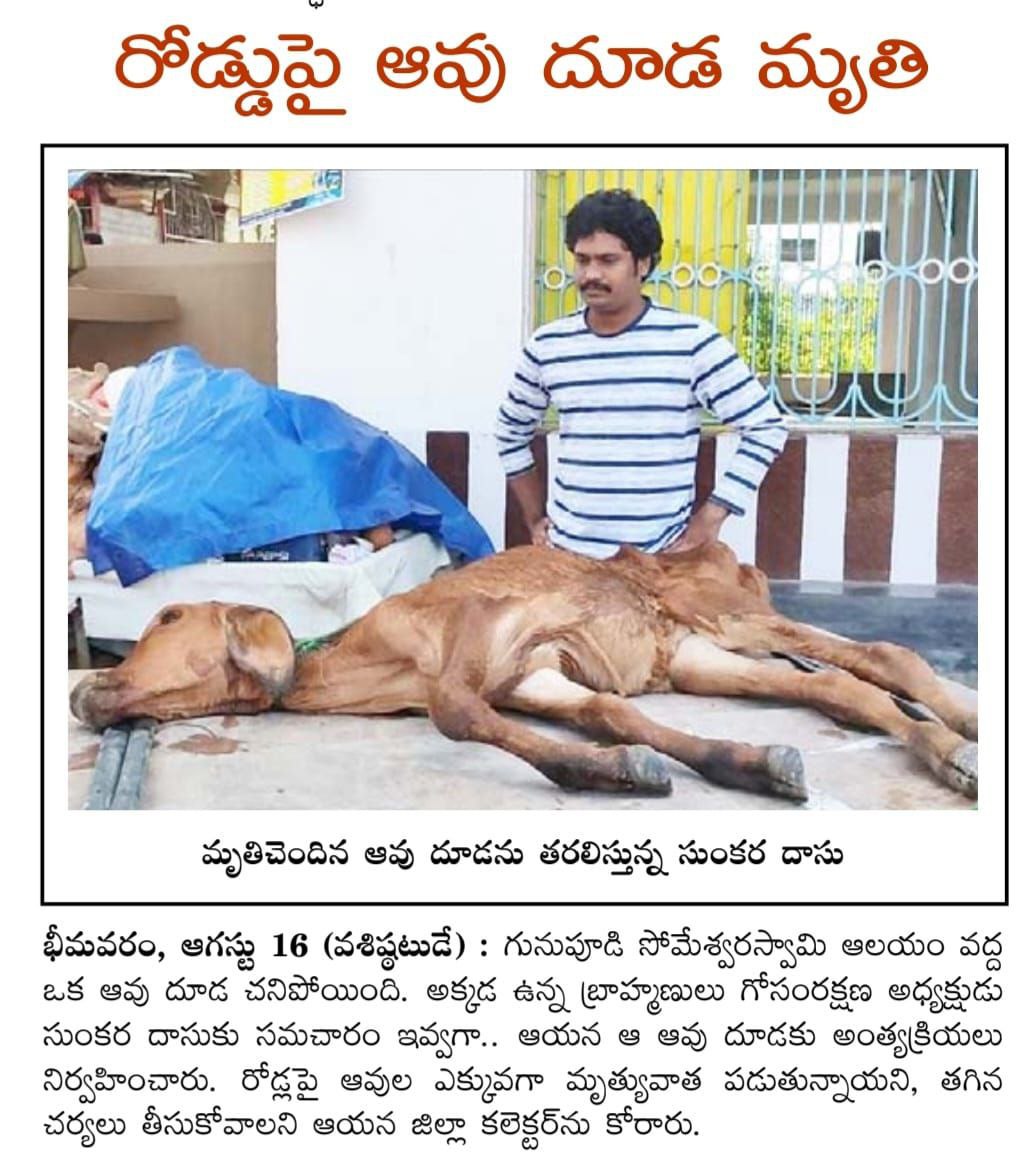 రోడ్డుపై ఆవు దూడ మృతి
మృతిచెందిన ఆవు దూడను తరలిస్తున్న సుంకర దాసు
భీమవరం, ఆగస్టు 16 (వశిష్ఠటుడే) : గునుపూడి సోమేశ్వరస్వామి ఆలయం వద్ద
ఒక ఆవు దూడ చనిపోయింది. అక్కడ ఉన్న బ్రాహ్మణులు గోసంరక్షణ అధ్యక్షుడు
సుంకర దాసుకు సమచారం ఇవ్వగా.. ఆయన ఆ ఆవు దూడకు అంత్యక్రియలు
నిర్వహించారు. రోడ్లపై ఆవుల ఎక్కువగా మృత్యువాత పడుతున్నాయని, తగిన
చర్యలు తీసుకోవాలని ఆయన జిల్లా కలెక్టర్‌ను కోరారు.